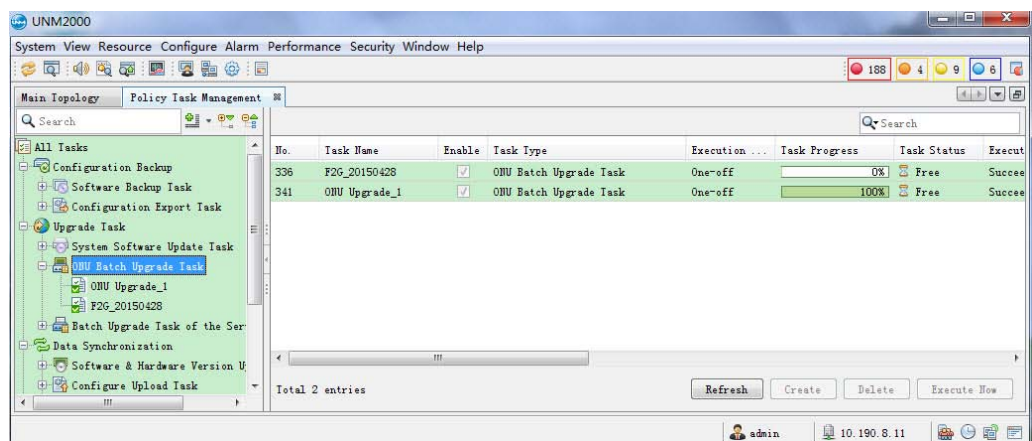 UNM2000
System View Resource Configure Alarm Performance Security Window Help
188 4 9 6
Main Topology Policy Task Management
Search Search
All Tasks
Configuration Backup
Software Backup Task
Configuration Export Task
Upgrade Task
System Software Update Task
ONU Batch Upgrade Task
ONU Upgrade_1
F2G_20150428
Batch Upgrade Task of the Ser
Data Synchronization
Software & Hardware Version U
Configure Upload Task
No. Task Name Enable Task Type Execution ... Task Progress Task Status Execut
336 F2G_20150428 ONU Batch Upgrade Task One-off 0% Free Succee
341 ONU Upgrade_1 ONU Batch Upgrade Task One-off 100% Free Succee
Total 2 entries Refresh Create Delete Execute Now
admin 10.190.8.11